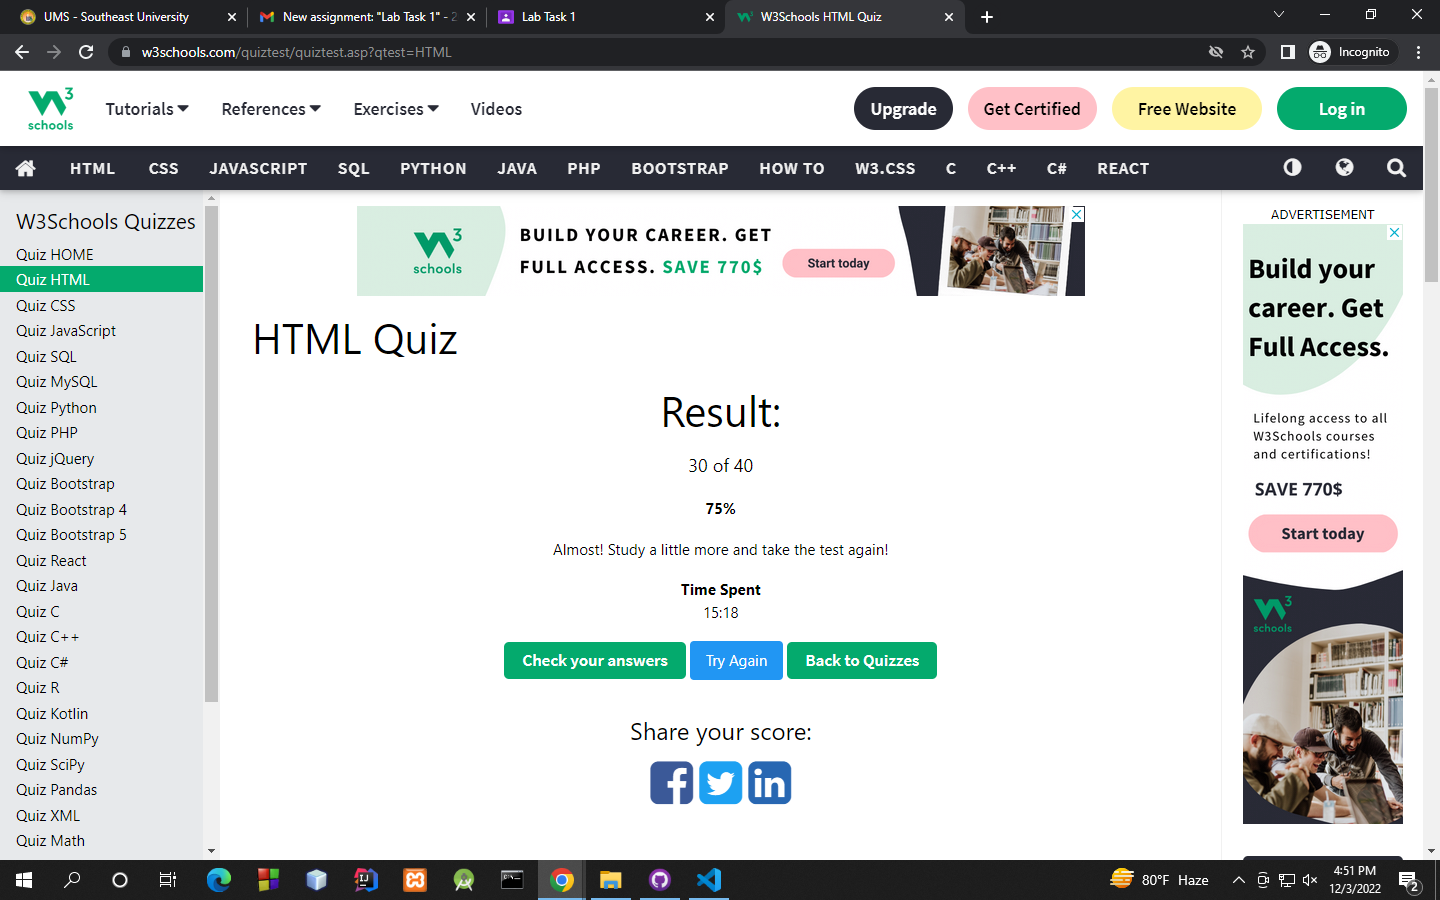 UMS - Southeast University
New assignment: "Lab Task 1" - 2
Lab Task 1
W3Schools HTML Quiz
w3schools.com/quiztest/quiztest.asp?qtest=HTML
Incognito
3
schools
Tutorials
References
Exercises
Videos
Upgrade
Get Certified
Free Website
Log in
HTML
CSS
JAVASCRIPT
SQL
PYTHON
JAVA
PHP
BOOTSTRAP
HOW TO
W3.CSS
C
C++
C#
REACT
W3Schools Quizzes
Quiz HOME
Quiz HTML
Quiz CSS
Quiz JavaScript
Quiz SQL
Quiz MySQL
Quiz Python
Quiz PHP
Quiz jQuery
Quiz Bootstrap
Quiz Bootstrap 4
Quiz Bootstrap 5
Quiz React
Quiz Java
Quiz C
Quiz C++
Quiz C#
Quiz R
Quiz Kotlin
Quiz NumPy
Quiz SciPy
Quiz Pandas
Quiz XML
Quiz Math
3
schools
BUILD YOUR CAREER. GET
FULL ACCESS. SAVE 770$
Start today
HTML Quiz
Result:
30 of 40
75%
Almost! Study a little more and take the test again!
Time Spent
15:18
Check your answers
Try Again
Back to Quizzes
Share your score:
ADVERTISEMENT
Build your
career. Get
Full Access.
Lifelong access to all
W3Schools courses
and certifications!
SAVE 770$
Start today
3
schools
80°F Haze
4:51 PM
12/3/2022
2